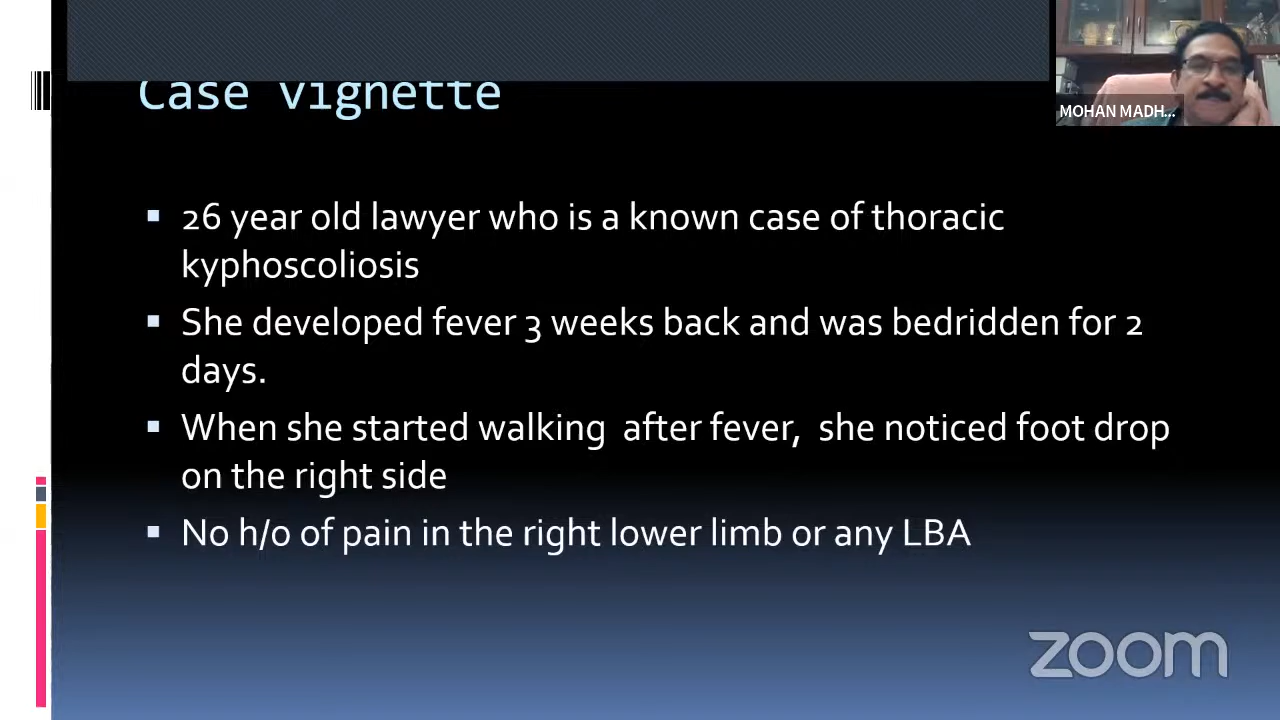 Case vignette
MOHAN MADH...
▪ 26 year old lawyer who is a known case of thoracic
kyphoscoliosis
▪ She developed fever 3 weeks back and was bedridden for 2
days.
▪ When she started walking after fever, she noticed foot drop
on the right side
▪ No h/o of pain in the right lower limb or any LBA
zoom